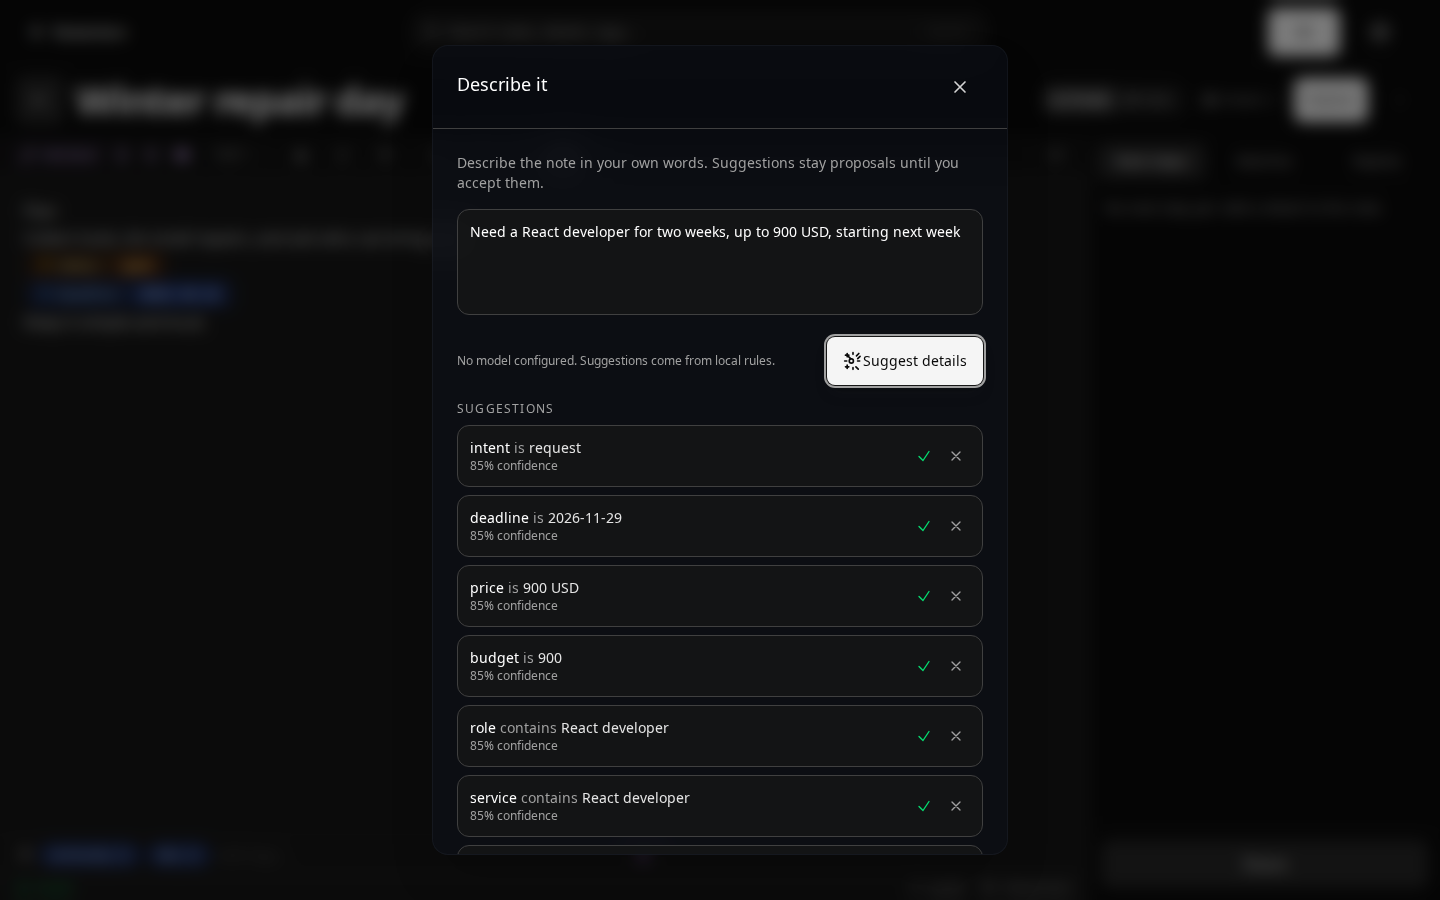 Winter repair day
Describe it
Describe the note in your own words. Suggestions stay proposals until you
accept them.
Need a React developer for two weeks, up to 900 USD, starting next week
No model configured. Suggestions come from local rules.
Suggest details
SUGGESTIONS
intent is request
85% confidence
deadline is 2026-11-29
85% confidence
price is 900 USD
85% confidence
budget is 900
85% confidence
role contains React developer
85% confidence
service contains React developer
85% confidence